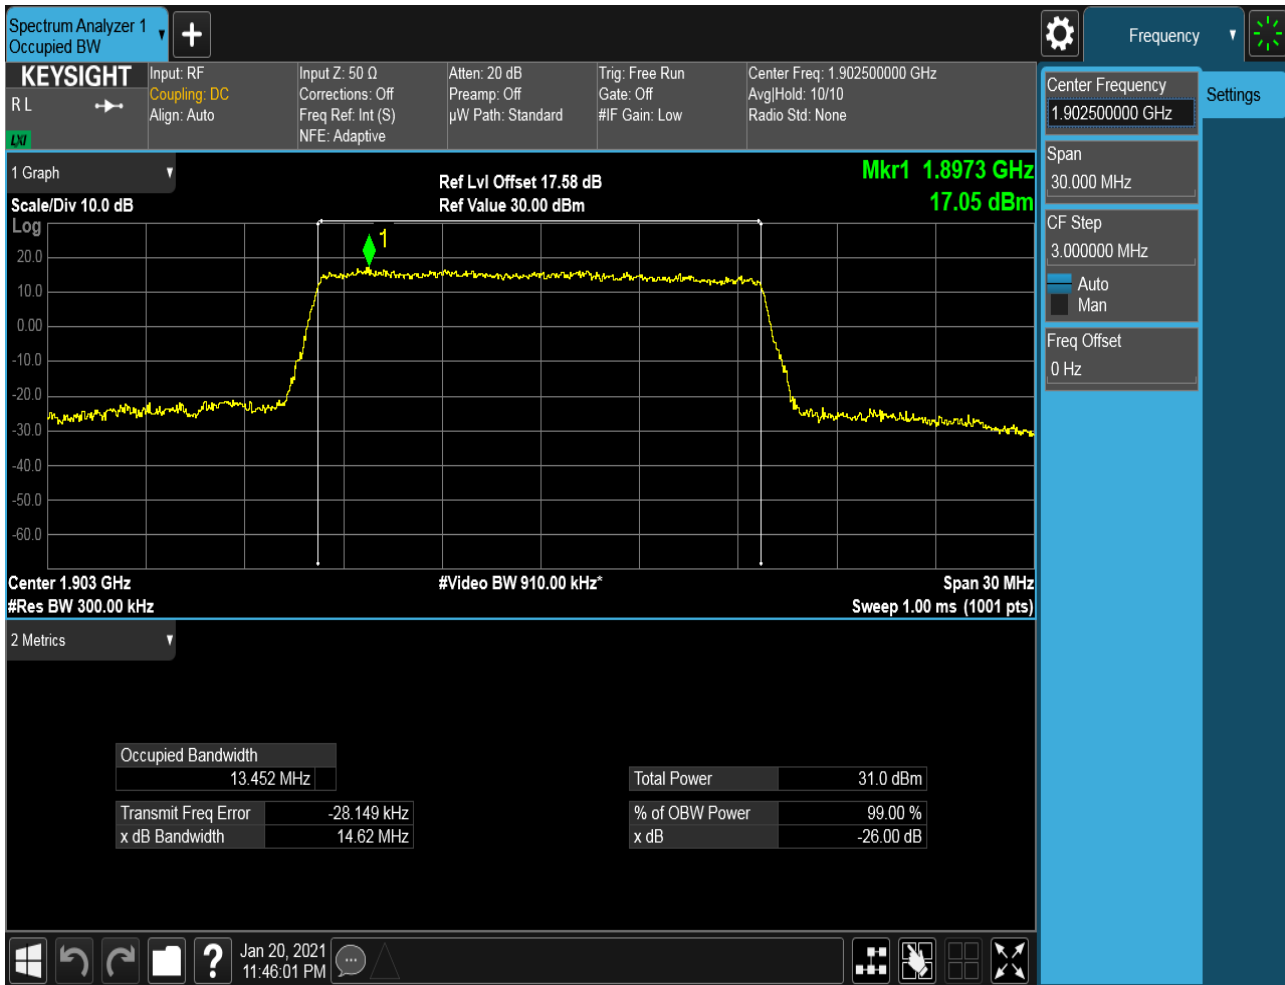 Spectrum Analyzer 1
Occupied BW
Frequency
KEYSIGHT
R L
LXI
Input: RF
Coupling: DC
Align: Auto
Input Z: 50 Ω
Corrections: Off
Freq Ref: Int (S)
NFE: Adaptive
Atten: 20 dB
Preamp: Off
µW Path: Standard
Trig: Free Run
Gate: Off
#IF Gain: Low
Center Freq: 1.902500000 GHz
Avg|Hold: 10/10
Radio Std: None
Center Frequency
1.902500000 GHz
Settings
Span
30.000 MHz
CF Step
3.000000 MHz
Auto
Man
Freq Offset
0 Hz
1 Graph
Scale/Div 10.0 dB
Ref Lvl Offset 17.58 dB
Ref Value 30.00 dBm
Mkr1 1.8973 GHz
17.05 dBm
Log
1
20.0
10.0
0.00
-10.0
-20.0
-30.0
-40.0
-50.0
-60.0
Center 1.903 GHz
#Video BW 910.00 kHz*
Span 30 MHz
#Res BW 300.00 kHz
Sweep 1.00 ms (1001 pts)
2 Metrics
Occupied Bandwidth
13.452 MHz
Total Power 31.0 dBm
Transmit Freq Error -28.149 kHz
% of OBW Power 99.00 %
x dB Bandwidth 14.62 MHz
x dB -26.00 dB
?
Jan 20, 2021
11:46:01 PM